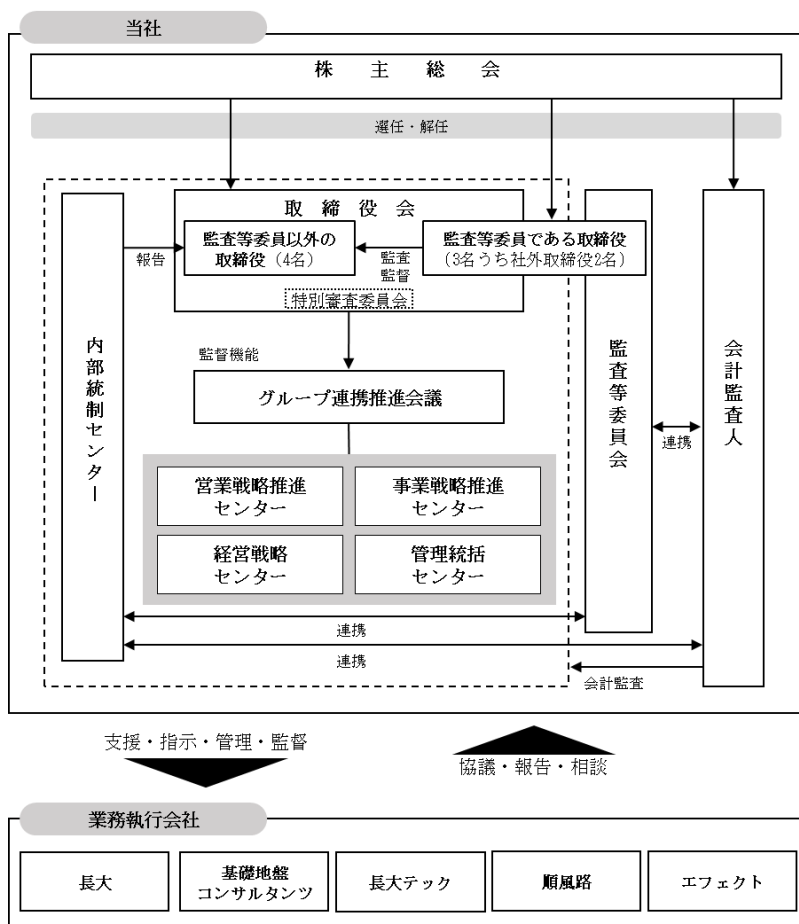 当社
株主総会
選任・解任
取締役会
監査等委員以外の
取締役（4名）
監査等委員である取締役
（3名うち社外取締役2名）
報告
監査
監督
特別審査委員会
監督機能
グループ連携推進会議
内部統制センター
監査等委員会
会計監査人
連携
営業戦略推進
センター
事業戦略推進
センター
経営戦略
センター
管理統括
センター
連携
連携
会計監査
支援・指示・管理・監督
協議・報告・相談
業務執行会社
長大
基礎地盤
コンサルタンツ
長大テック
順風路
エフェクト